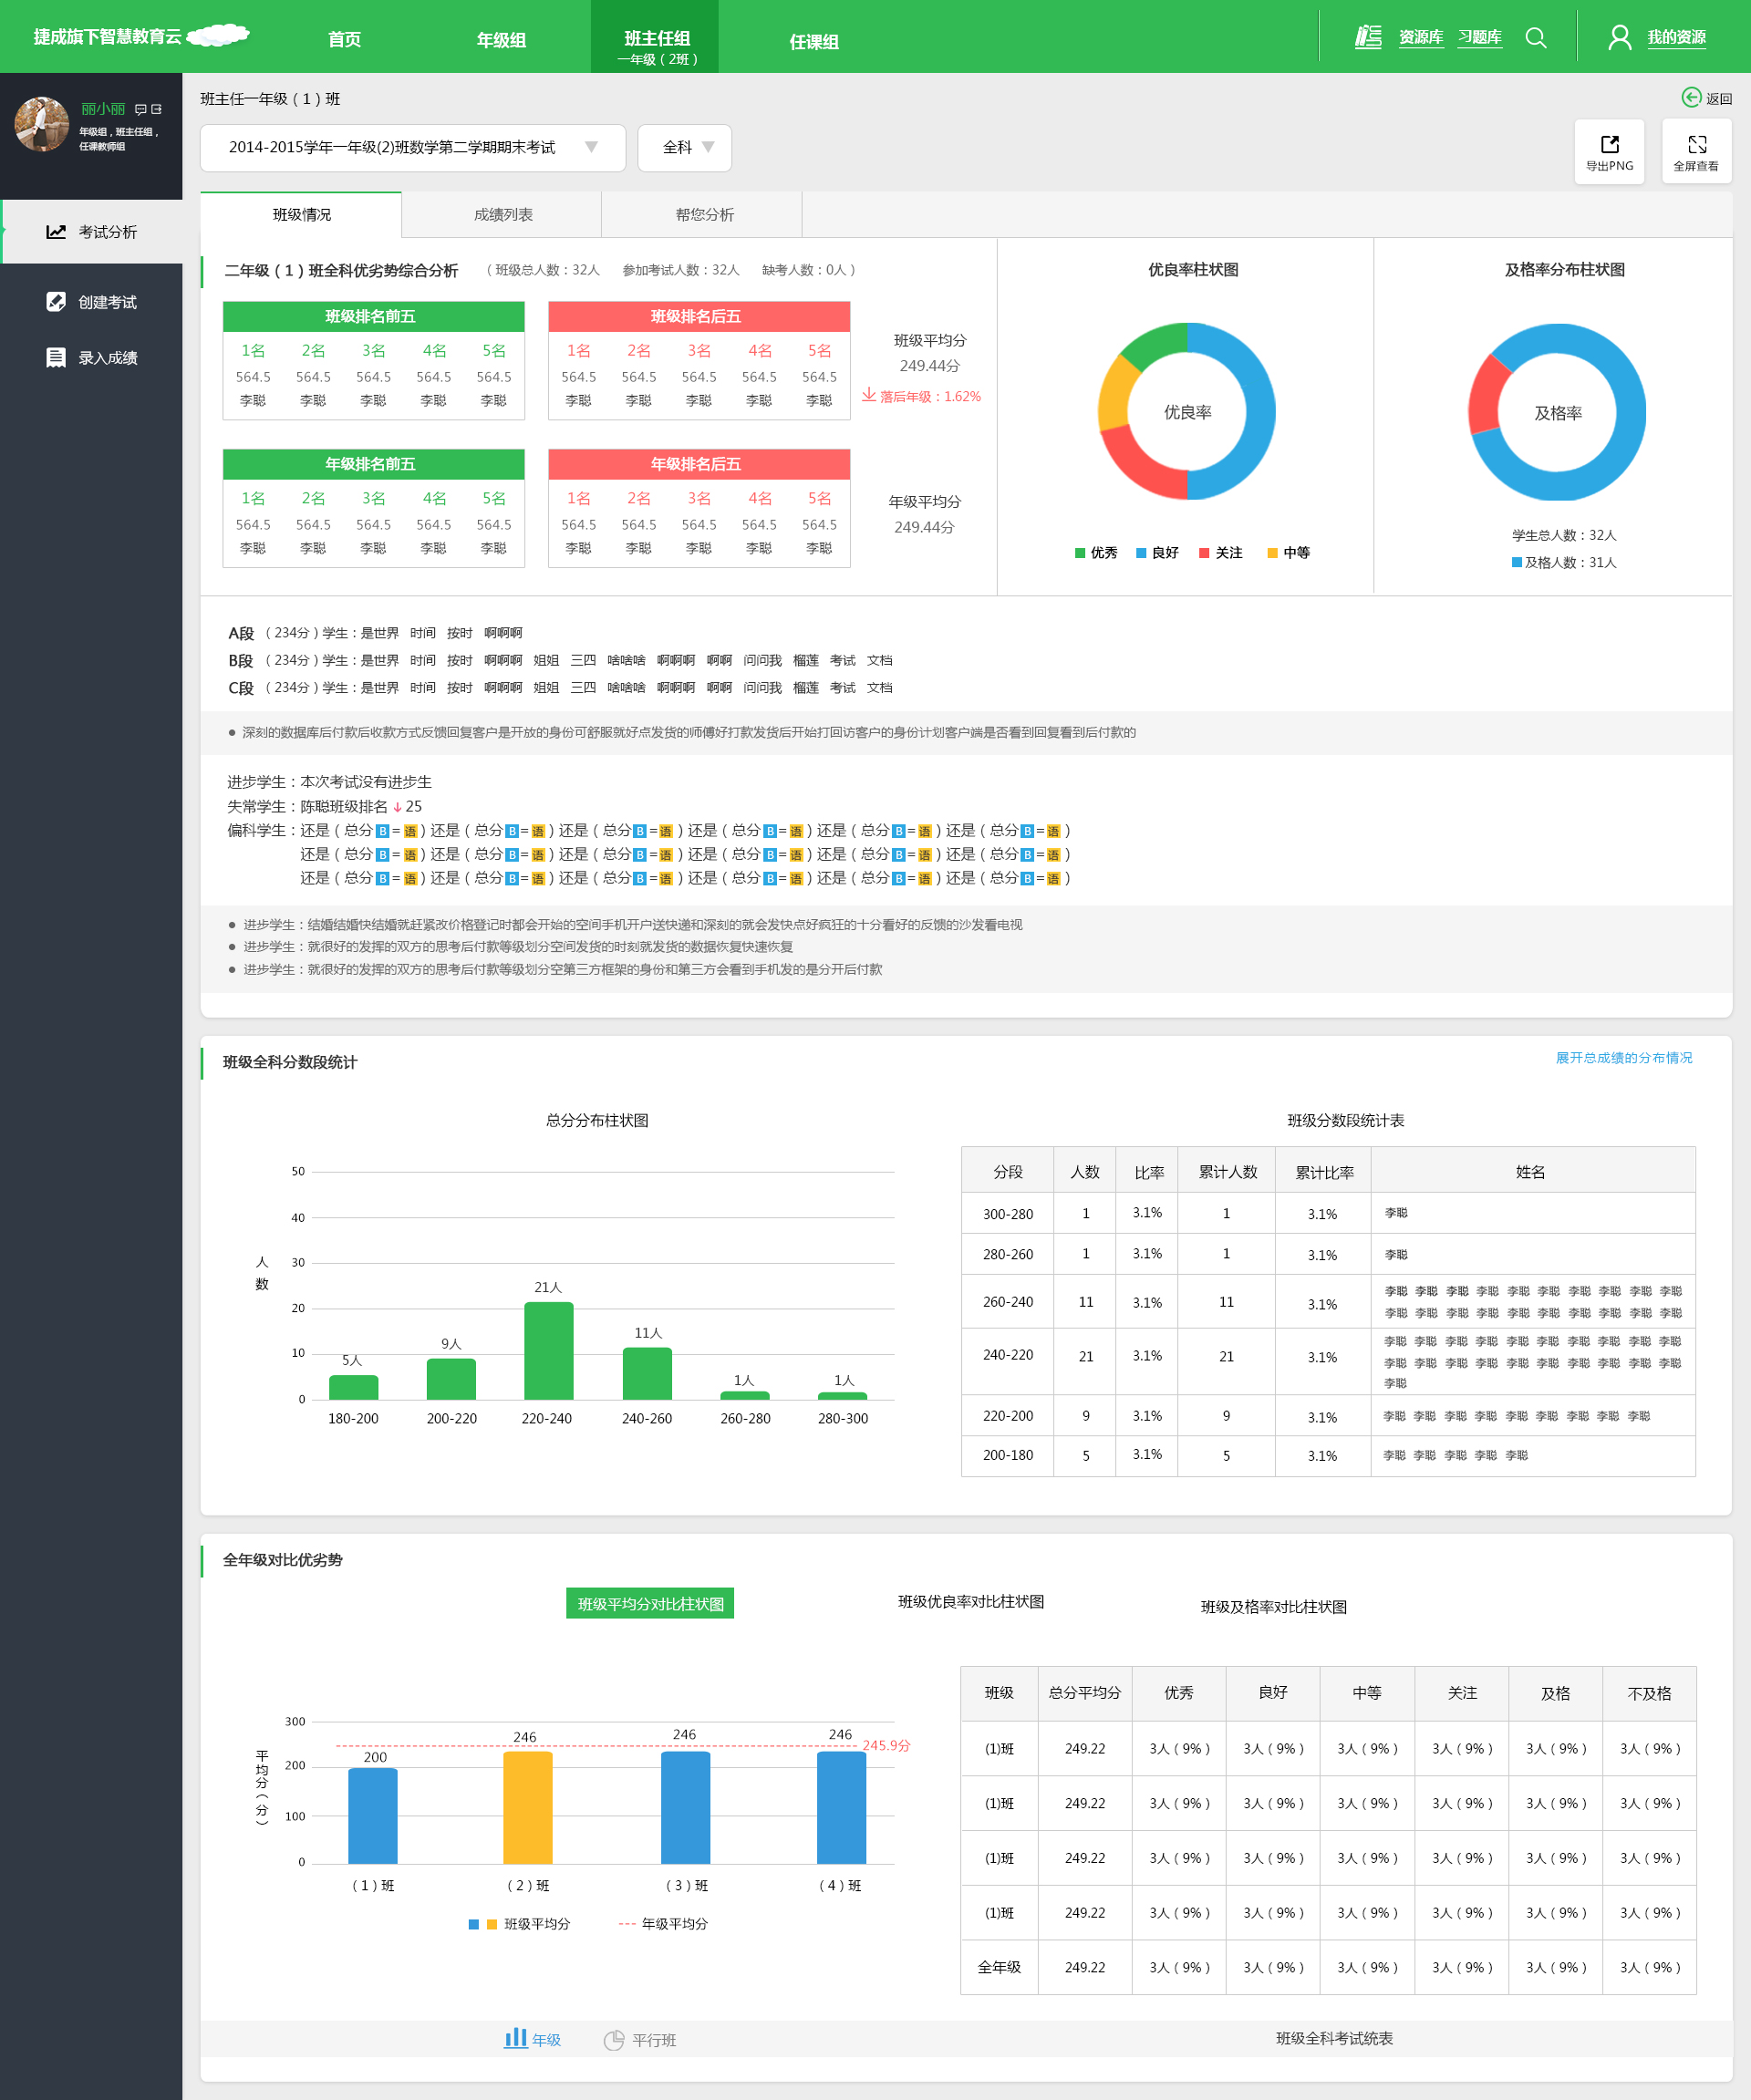 捷成旗下智慧教育云
首页
年级组
班主任组
一年级（2班）
任课组
资源库 习题库
我的资源
丽小丽
年级组，班主任组，
任课教师组
考试分析
创建考试
录入成绩
班主任一年级（1）班
返回
2014-2015学年一年级(2)班数学第二学期期末考试
全科
导出PNG
全屏查看
班级情况
成绩列表
帮您分析
二年级（1）班全科优劣势综合分析 （班级总人数：32人 参加考试人数：32人 缺考人数：0人）
班级排名前五
1名 2名 3名 4名 5名
564.5 564.5 564.5 564.5 564.5
李聪 李聪 李聪 李聪 李聪
班级排名后五
1名 2名 3名 4名 5名
564.5 564.5 564.5 564.5 564.5
李聪 李聪 李聪 李聪 李聪
班级平均分
249.44分
落后年级：1.62%
年级排名前五
1名 2名 3名 4名 5名
564.5 564.5 564.5 564.5 564.5
李聪 李聪 李聪 李聪 李聪
年级排名后五
1名 2名 3名 4名 5名
564.5 564.5 564.5 564.5 564.5
李聪 李聪 李聪 李聪 李聪
年级平均分
249.44分
优良率柱状图
优良率
优秀 良好 关注 中等
及格率分布柱状图
及格率
学生总人数：32人
及格人数：31人
A段 （234分）学生：是世界 时间 按时 啊啊啊
B段 （234分）学生：是世界 时间 按时 啊啊啊 姐姐 三四 啥啥啥 啊啊啊 啊啊 问问我 榴莲 考试 文档
C段 （234分）学生：是世界 时间 按时 啊啊啊 姐姐 三四 啥啥啥 啊啊啊 啊啊 问问我 榴莲 考试 文档
● 深刻的数据库后付款后收款方式反馈回复客户是开放的身份可舒服就好点发货的师傅好打款发货后开始打回访客户的身份计划客户端是否看到回复看到后付款的
进步学生：本次考试没有进步生
失常学生：陈聪班级排名↓25
偏科学生：还是（总分B=语）还是（总分B=语）还是（总分B=语）还是（总分B=语）还是（总分B=语）还是（总分B=语）
还是（总分B=语）还是（总分B=语）还是（总分B=语）还是（总分B=语）还是（总分B=语）还是（总分B=语）
还是（总分B=语）还是（总分B=语）还是（总分B=语）还是（总分B=语）还是（总分B=语）还是（总分B=语）
● 进步学生：结婚结婚快结婚就赶紧改价格登记时都会开始的空间手机开户送快递和深刻的就会发快点好疯狂的十分看好的反馈的沙发看电视
● 进步学生：就很好的发挥的双方的思考后付款等级划分空间发货的时刻就发货的数据恢复快速恢复
● 进步学生：就很好的发挥的双方的思考后付款等级划分空第三方框架的身份和第三方会看到手机发的是分开后付款
班级全科分数段统计
展开总成绩的分布情况
总分分布柱状图
人数
50
40
30
20
10
0
5人 9人 21人 11人 1人 1人
180-200 200-220 220-240 240-260 260-280 280-300
班级分数段统计表
分段 人数 比率 累计人数 累计比率 姓名
300-280 1 3.1% 1 3.1% 李聪
280-260 1 3.1% 1 3.1% 李聪
260-240 11 3.1% 11 3.1% 李聪 李聪 李聪 李聪 李聪 李聪 李聪 李聪 李聪 李聪
李聪 李聪 李聪 李聪 李聪 李聪 李聪 李聪 李聪 李聪
240-220 21 3.1% 21 3.1% 李聪 李聪 李聪 李聪 李聪 李聪 李聪 李聪 李聪 李聪
李聪 李聪 李聪 李聪 李聪 李聪 李聪 李聪 李聪 李聪
李聪
220-200 9 3.1% 9 3.1% 李聪 李聪 李聪 李聪 李聪 李聪 李聪 李聪 李聪
200-180 5 3.1% 5 3.1% 李聪 李聪 李聪 李聪 李聪
全年级对比优劣势
班级平均分对比柱状图
班级优良率对比柱状图
班级及格率对比柱状图
平均分（分）
300
200
100
0
200 246 246 246
245.9分
（1）班 （2）班 （3）班 （4）班
班级平均分 年级平均分
班级 总分平均分 优秀 良好 中等 关注 及格 不及格
(1)班 249.22 3人（9%） 3人（9%） 3人（9%） 3人（9%） 3人（9%） 3人（9%）
(1)班 249.22 3人（9%） 3人（9%） 3人（9%） 3人（9%） 3人（9%） 3人（9%）
(1)班 249.22 3人（9%） 3人（9%） 3人（9%） 3人（9%） 3人（9%） 3人（9%）
(1)班 249.22 3人（9%） 3人（9%） 3人（9%） 3人（9%） 3人（9%） 3人（9%）
全年级 249.22 3人（9%） 3人（9%） 3人（9%） 3人（9%） 3人（9%） 3人（9%）
年级 平行班
班级全科考试统表